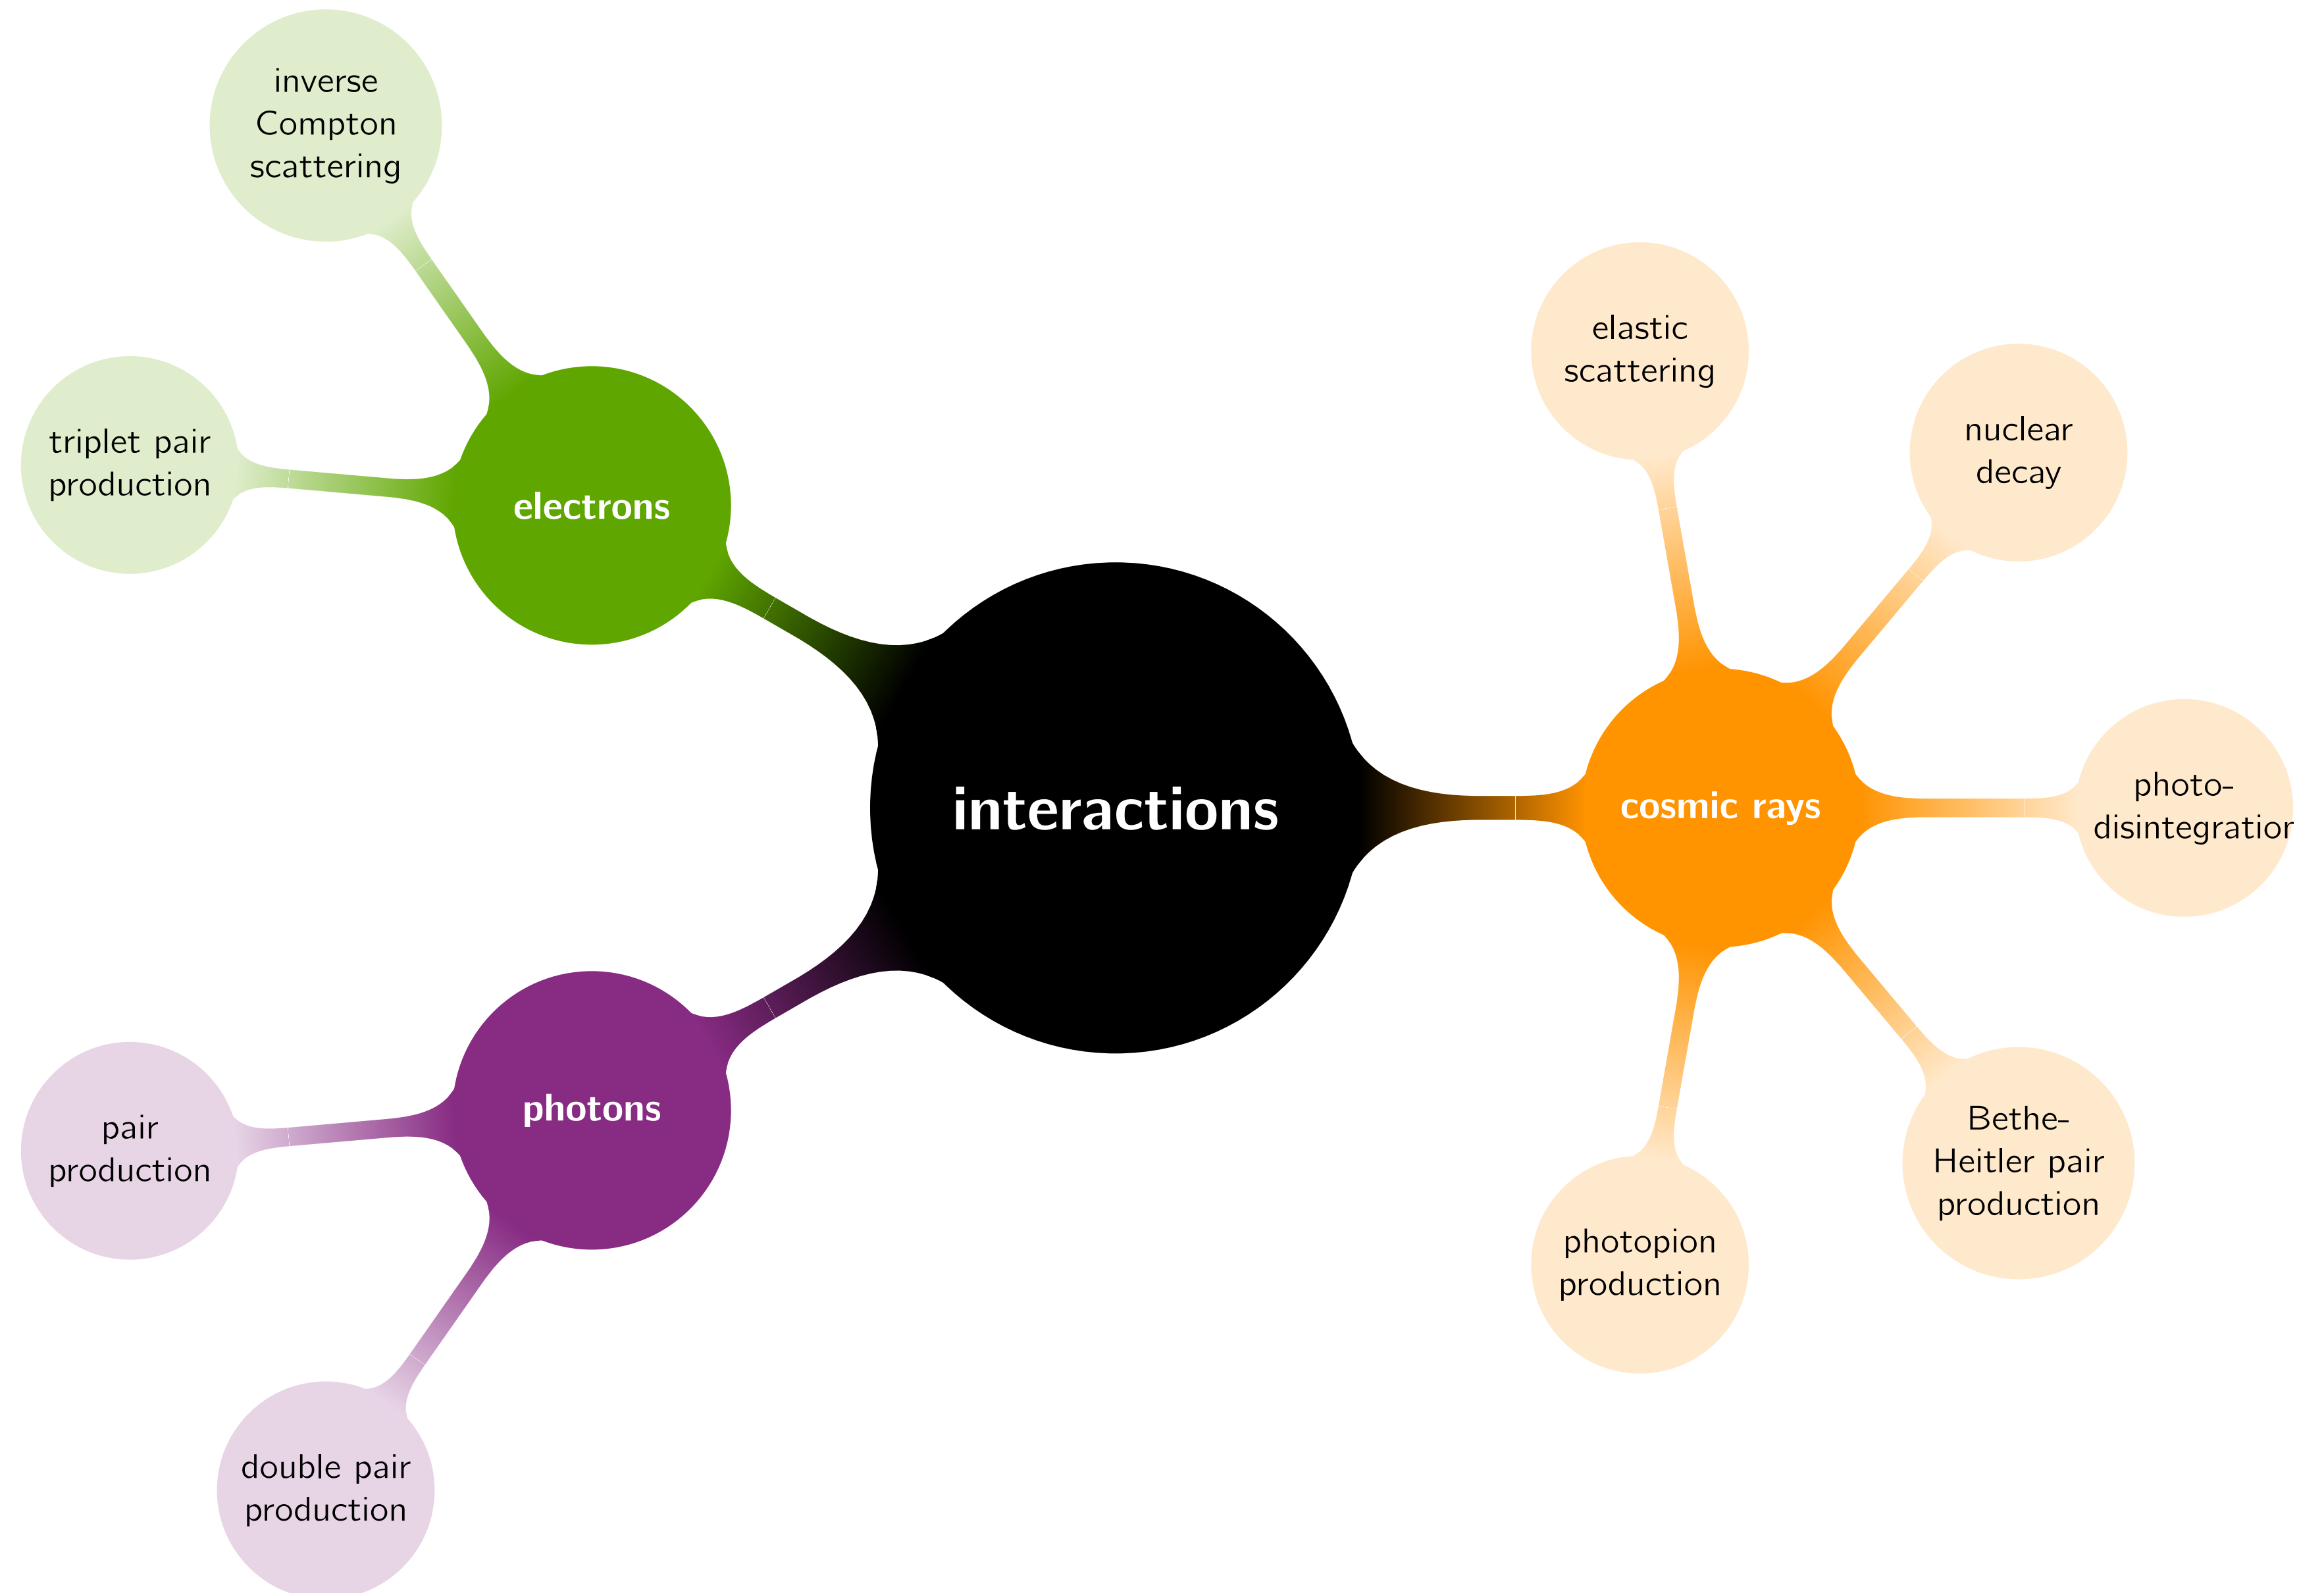 inverse
Compton
scattering
triplet pair
production
electrons
interactions
photons
pair
production
double pair
production
elastic
scattering
nuclear
decay
cosmic rays
photo-
disintegration
Bethe-
Heitler pair
production
photopion
production